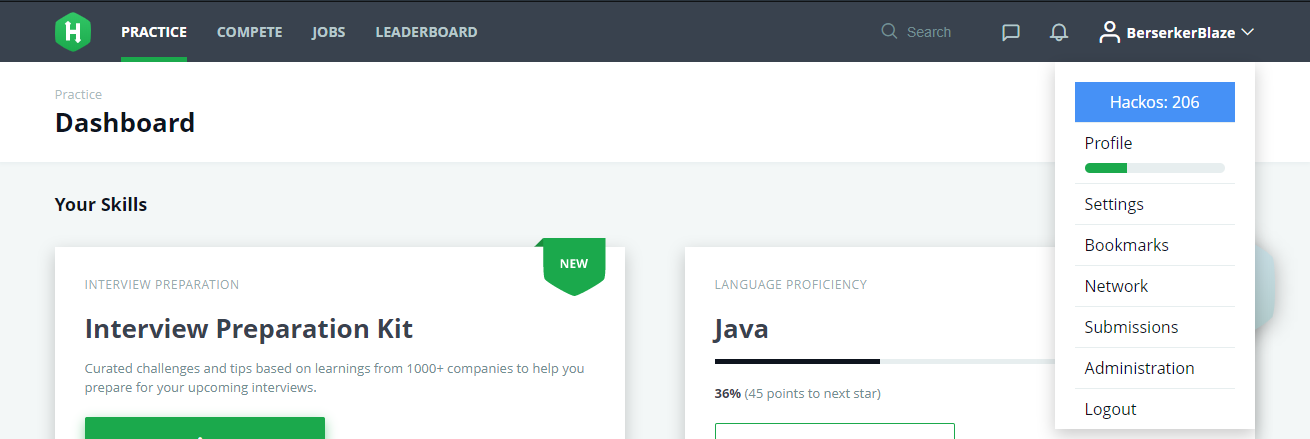 H PRACTICE COMPETE JOBS LEADERBOARD Search BerserkerBlaze
Practice
Dashboard
Hackos: 206
Profile
Settings
Bookmarks
Network
Submissions
Administration
Logout
Your Skills
NEW
INTERVIEW PREPARATION
Interview Preparation Kit
Curated challenges and tips based on learnings from 1000+ companies to help you
prepare for your upcoming interviews.
LANGUAGE PROFICIENCY
Java
36% (45 points to next star)